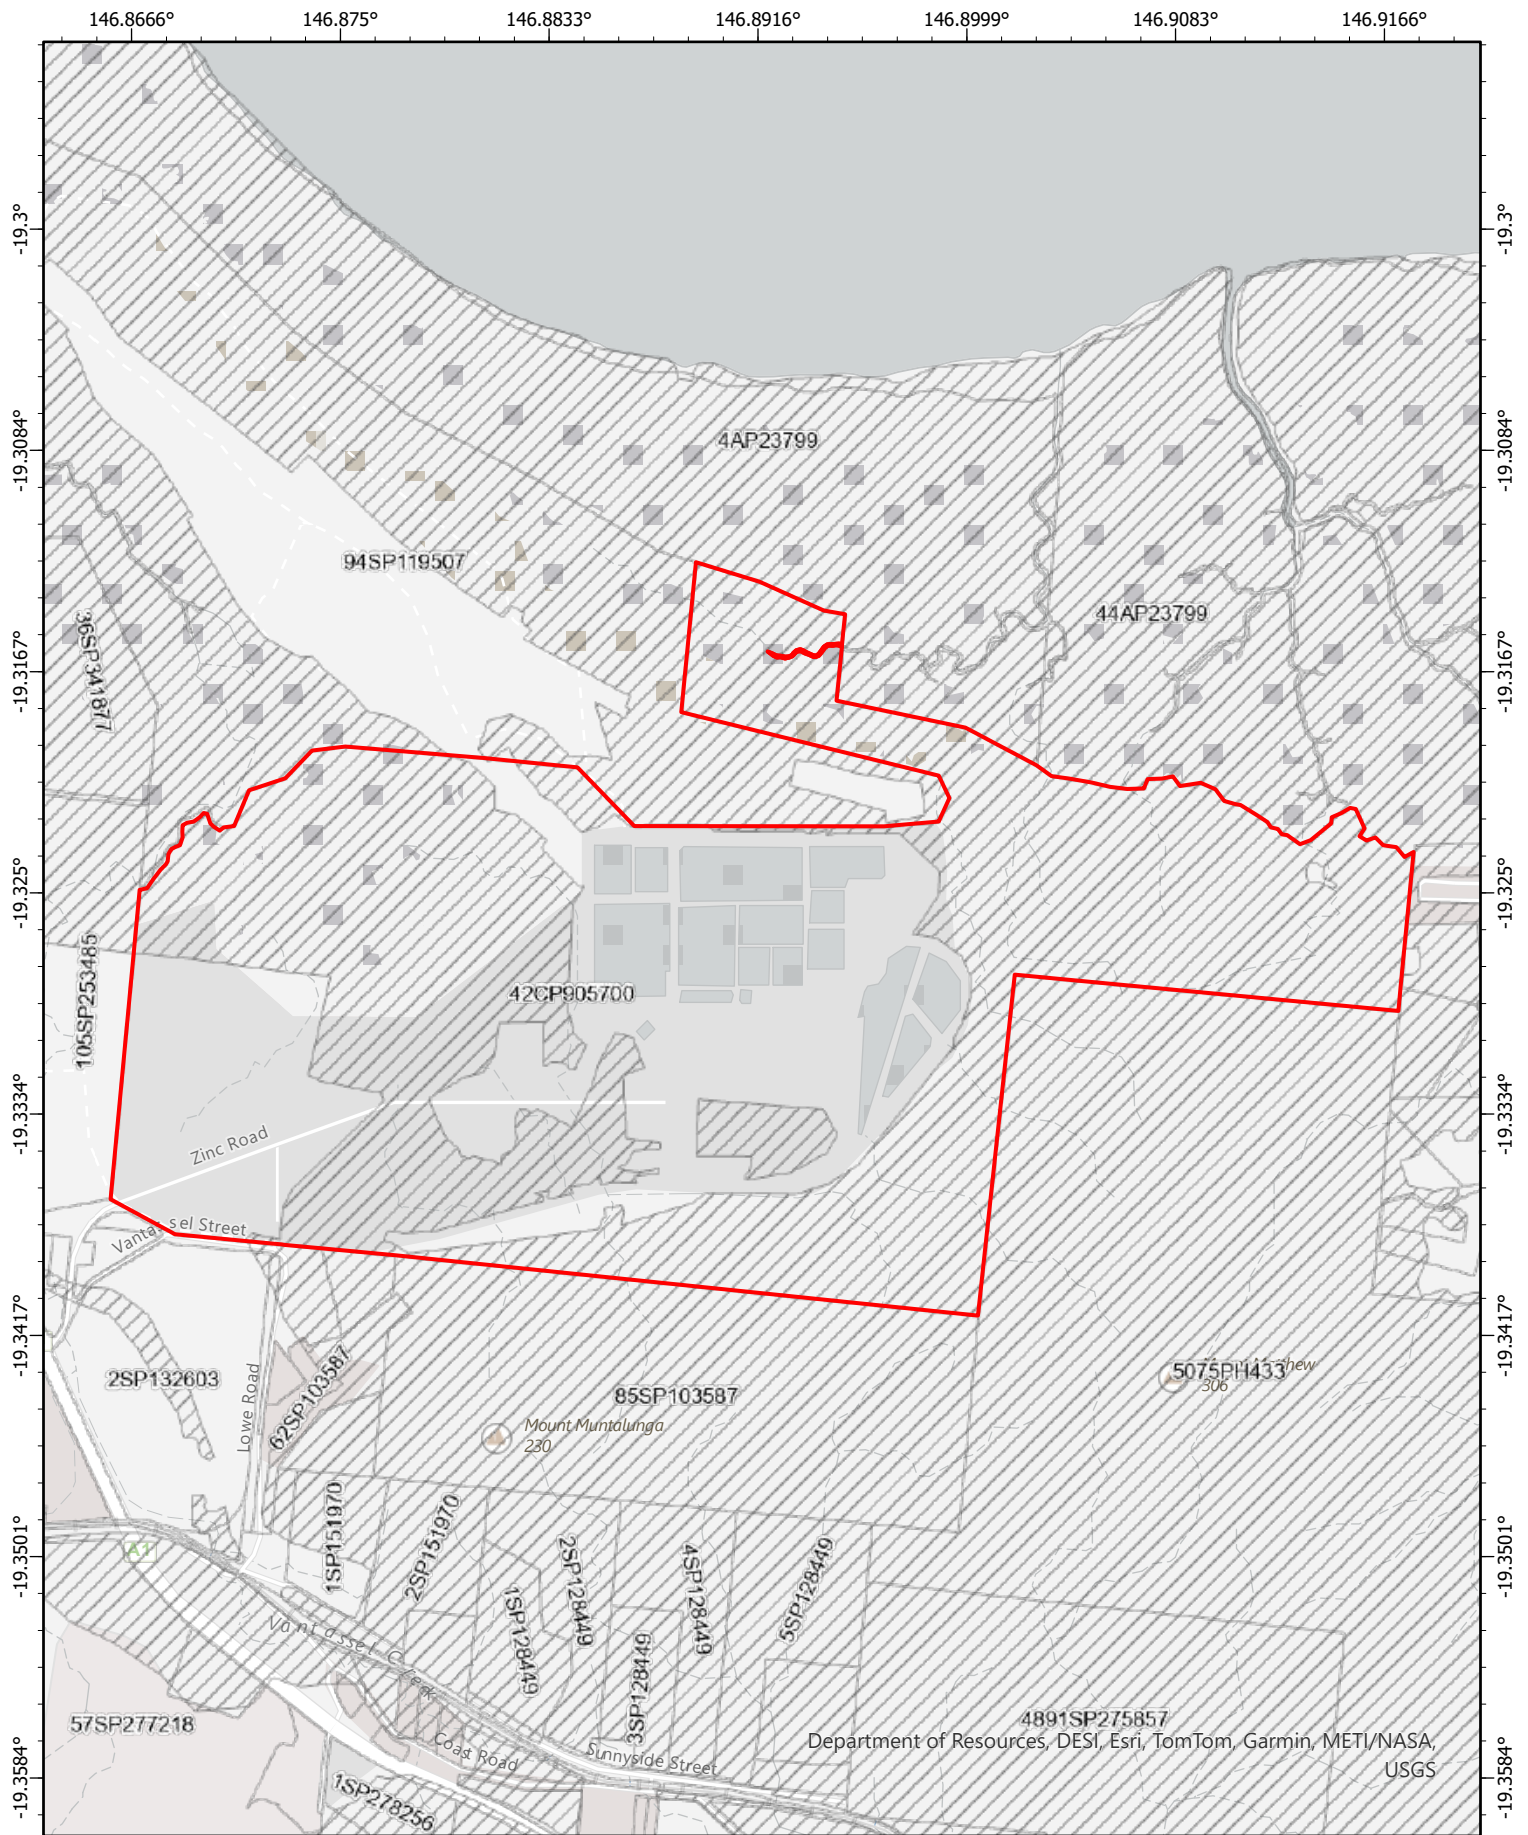 146.8666° 146.875° 146.8833° 146.8916° 146.8999° 146.9083° 146.9166°
-19.3° -19.3°
-19.3084° -19.3084°
4AP23799
94SP119507
44AP23799
36SP341877
-19.3167° -19.3167°
-19.325° -19.325°
105SP253485
42CP905700
-19.3334° -19.3334°
Zinc Road
sel Street
-19.3417° -19.3417°
2SP132603
Lowe Road
62SP103587
85SP103587
5075PH433
306
Mount Muntalunga
230
1SP151970
2SP151970
1SP128449
2SP128449
3SP128449
4SP128449
5SP128449
-19.3501° -19.3501°
A1
Vantassel Creek
57SP277218
Coast Road
Sunnyside Street
4891SP275857
-19.3584° -19.3584°
1SP278256
Department of Resources, DESI, Esri, TomTom, Garmin, METI/NASA,
USGS